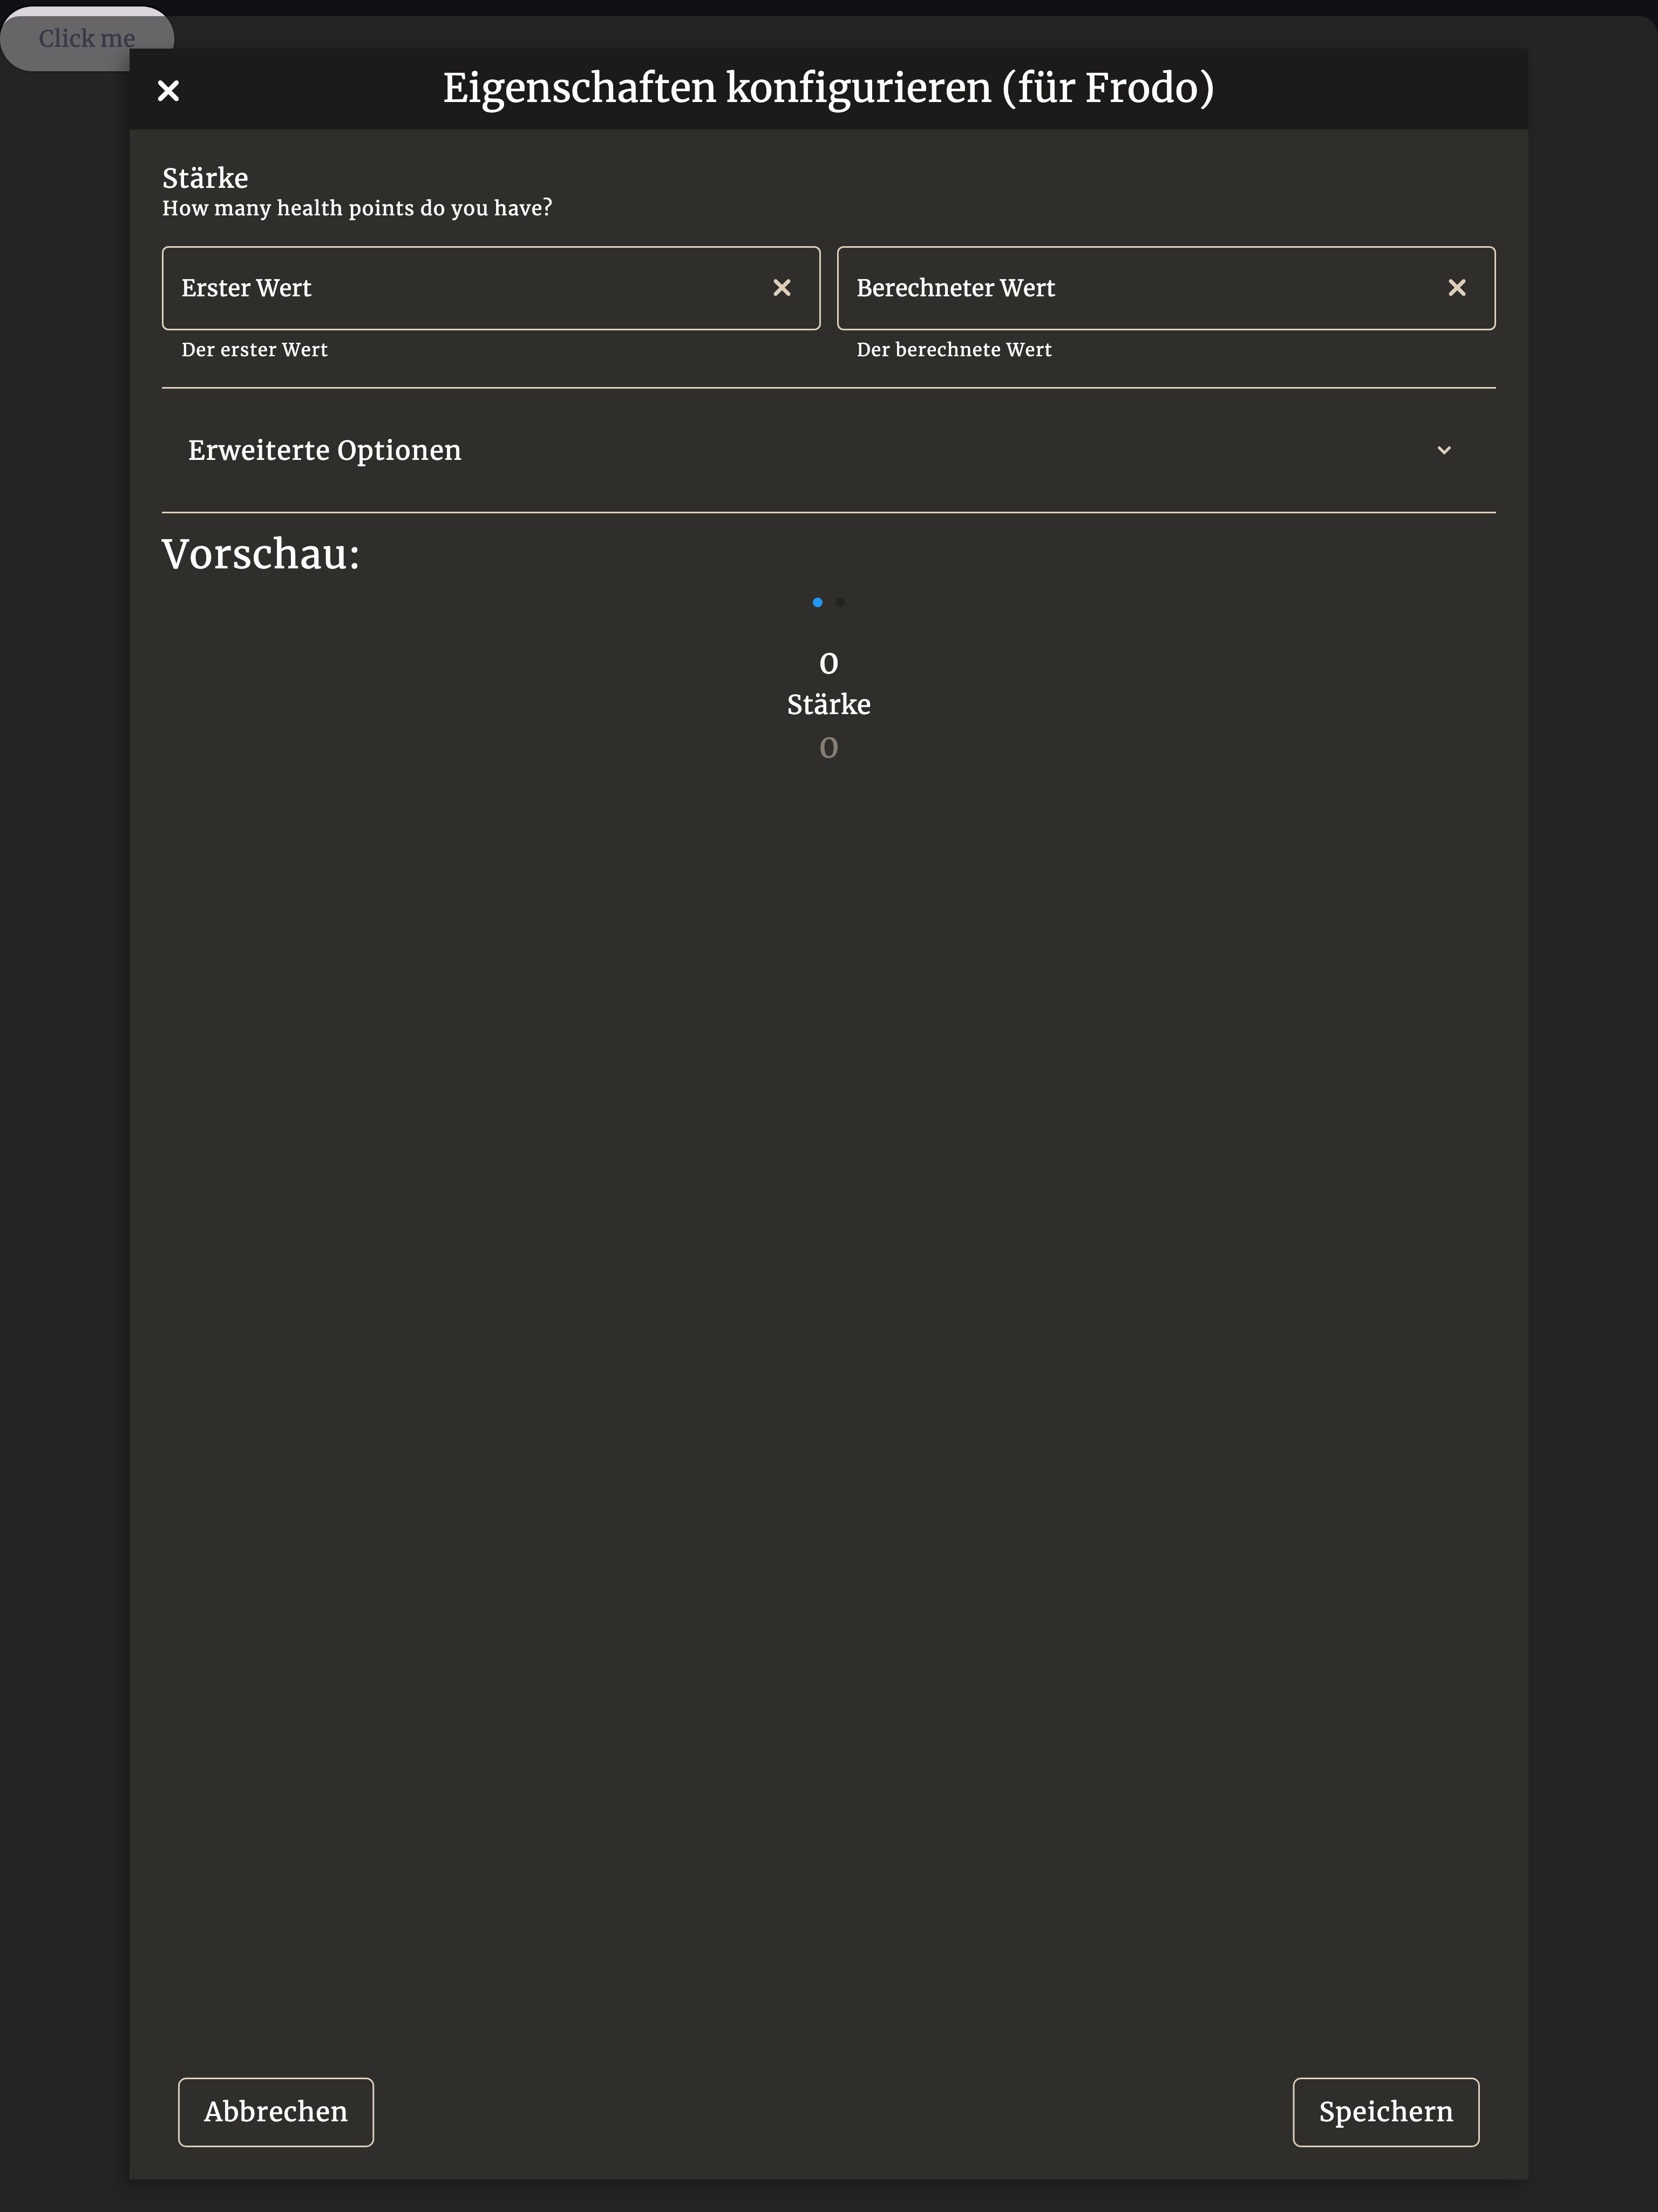 Click me
Eigenschaften konfigurieren (für Frodo)
Stärke
How many health points do you have?
Erster Wert
Berechneter Wert
Der erster Wert
Der berechnete Wert
Erweiterte Optionen
Vorschau:
0
Stärke
0
Abbrechen
Speichern